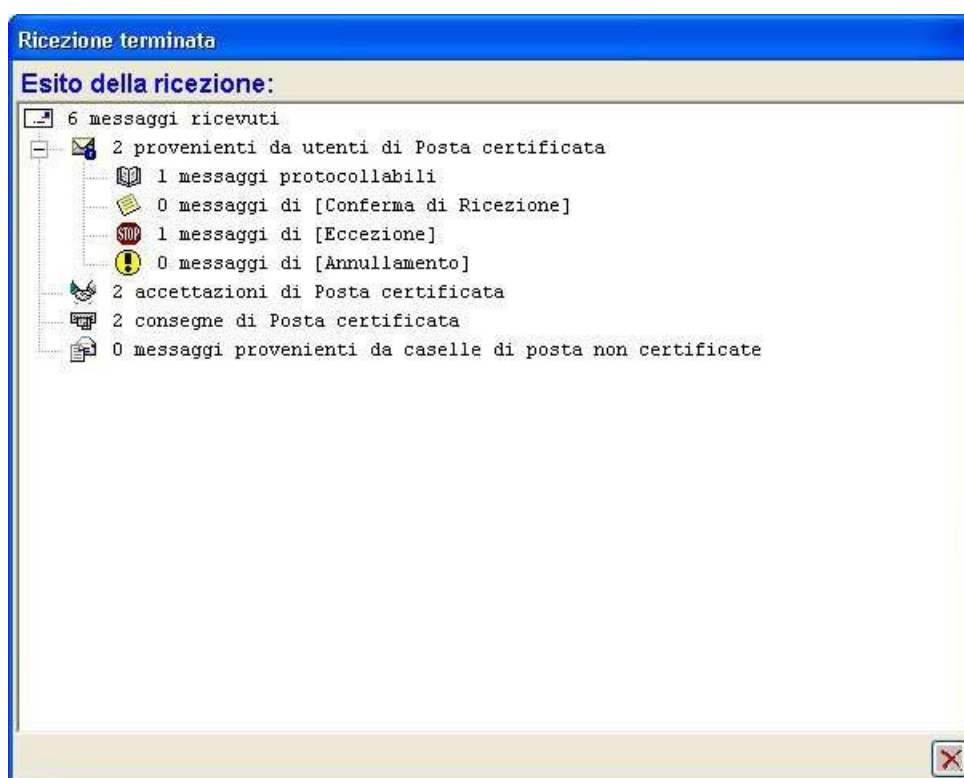 Ricezione terminata
Esito della ricezione:
6 messaggi ricevuti
2 provenienti da utenti di Posta certificata
1 messaggi protocollabili
0 messaggi di [Conferma di Ricezione]
STOP 1 messaggi di [Eccezione]
0 messaggi di [Annullamento]
2 accettazioni di Posta certificata
2 consegne di Posta certificata
0 messaggi provenienti da caselle di posta non certificate